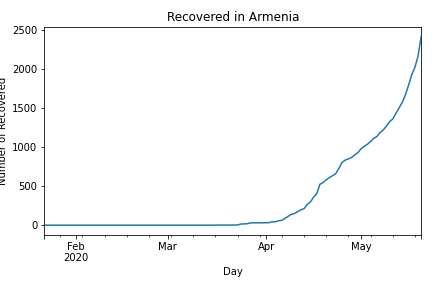 Recovered in Armenia
Number of Recovered
2500
2000
1500
1000
500
0
Feb
2020
Mar
Apr
May
Day